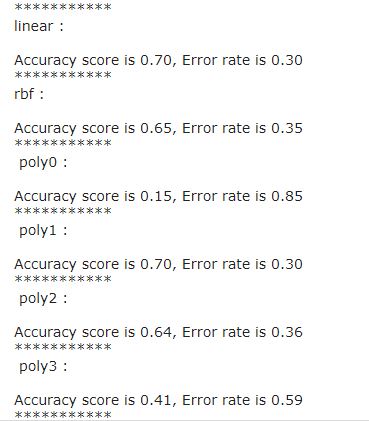 ***********
linear :
Accuracy score is 0.70, Error rate is 0.30
***********
rbf :
Accuracy score is 0.65, Error rate is 0.35
***********
poly0 :
Accuracy score is 0.15, Error rate is 0.85
***********
poly1 :
Accuracy score is 0.70, Error rate is 0.30
***********
poly2 :
Accuracy score is 0.64, Error rate is 0.36
***********
poly3 :
Accuracy score is 0.41, Error rate is 0.59
***********